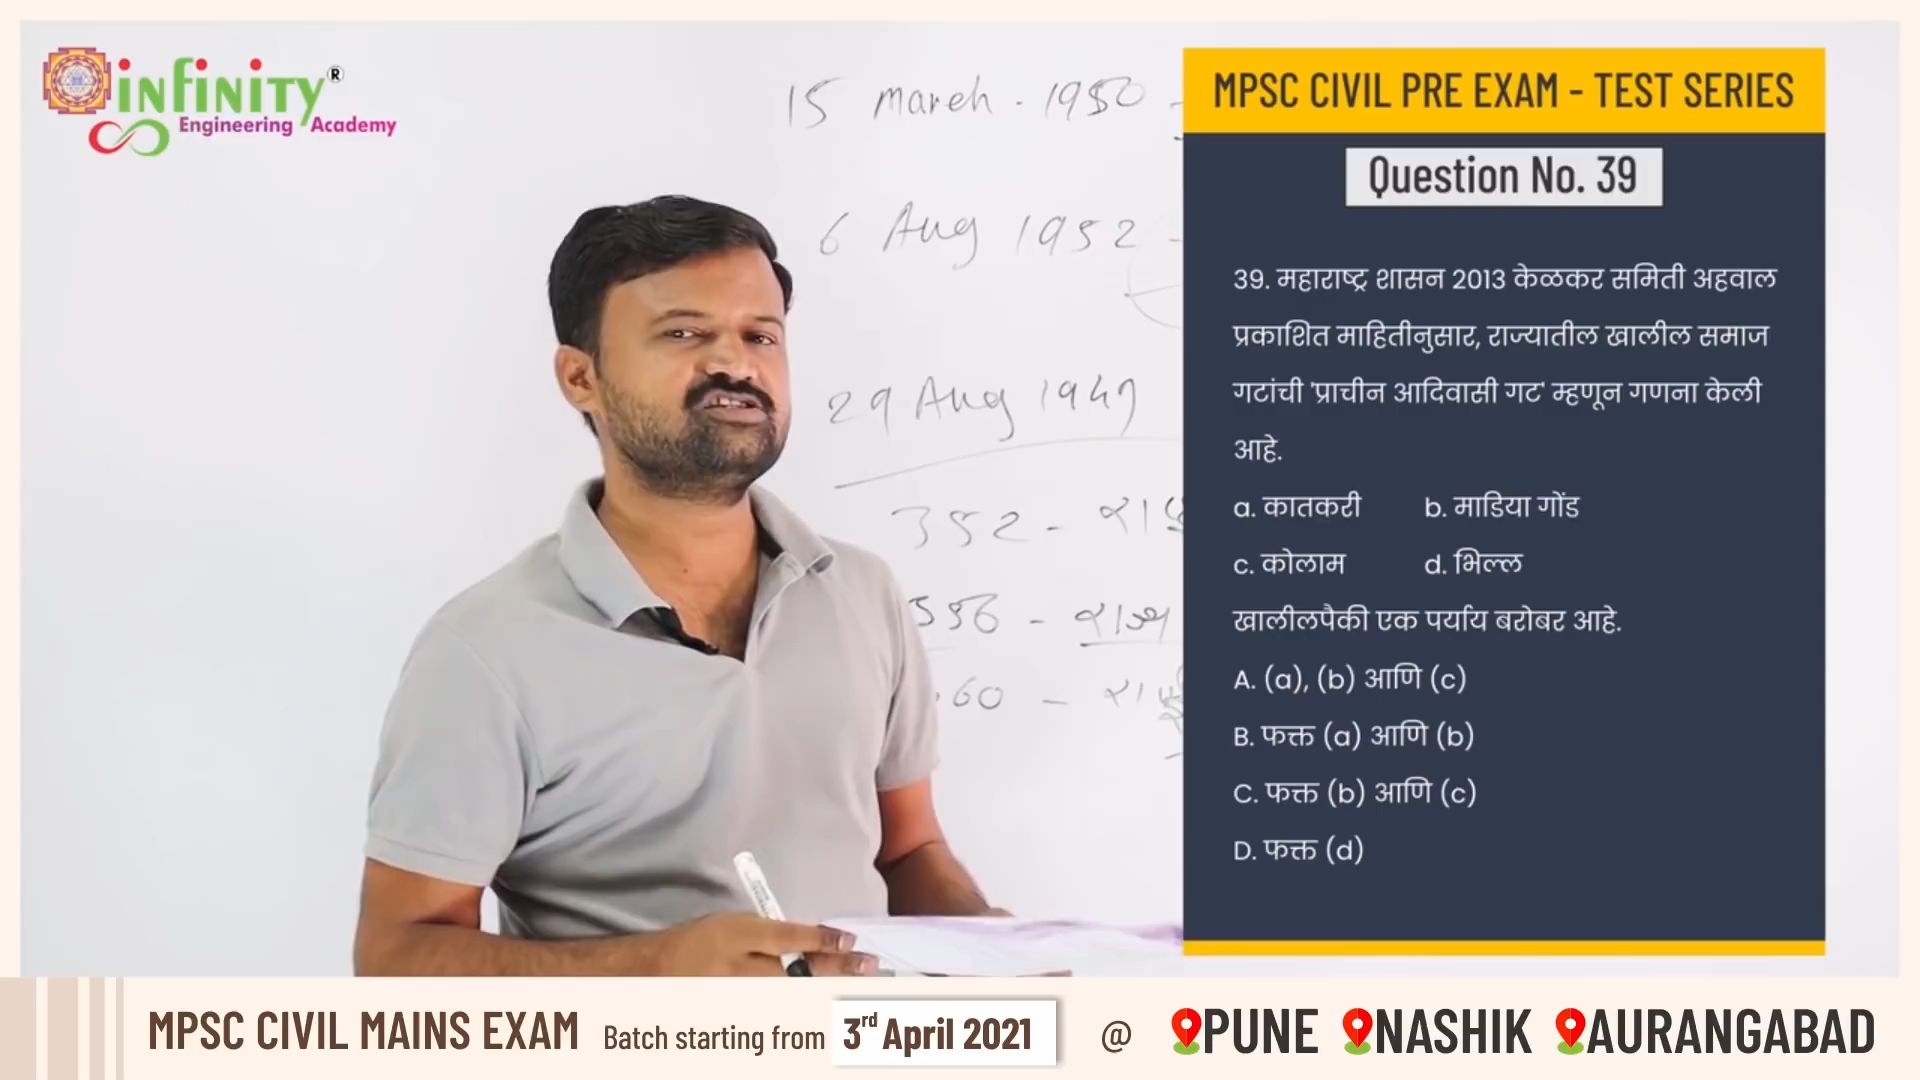 infinity®
Engineering Academy
15 march - 1950 -
6 Aug 1952 -
29 Aug 1947
352 -
356 - राज्य
60 -
MPSC CIVIL PRE EXAM - TEST SERIES
Question No. 39
39. महाराष्ट्र शासन 2013 केळकर समिती अहवाल
प्रकाशित माहितीनुसार, राज्यातील खालील समाज
गटांची 'प्राचीन आदिवासी गट' म्हणून गणना केली
आहे.
a. कातकरी b. माडिया गोंड
c. कोलाम d. भिल्ल
खालीलपैकी एक पर्याय बरोबर आहे.
A. (a), (b) आणि (c)
B. फक्त (a) आणि (b)
C. फक्त (b) आणि (c)
D. फक्त (d)
MPSC CIVIL MAINS EXAM Batch starting from 3rd April 2021 @ PUNE NASHIK AURANGABAD